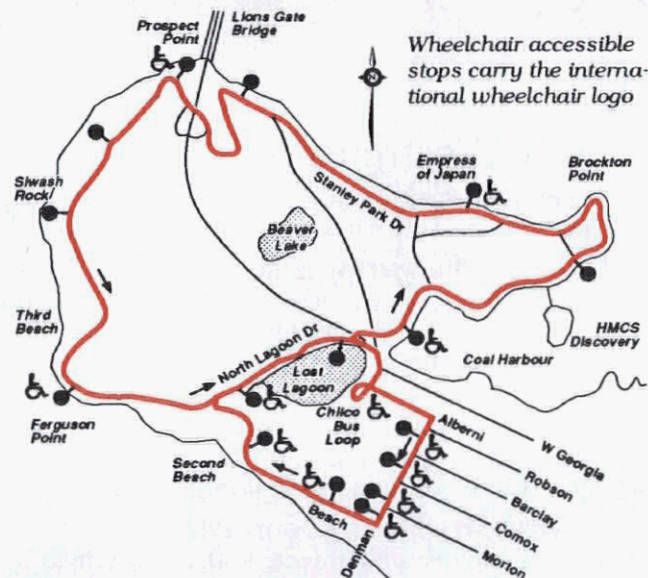 Lions Gate
Bridge
Prospect
Point
Wheelchair accessible
stops carry the interna-
tional wheelchair logo
N
Empress
of Japan
Brockton
Point
Stanley Park Dr
Siwash
Rock
Beaver
Lake
Third
Beach
North Lagoon Dr
HMCS
Discovery
Lost
Lagoon
Coal Harbour
Ferguson
Point
Chilco
Bus
Loop
Alberni
W Georgia
Second
Beach
Robson
Barclay
Beach
Comox
Denman
Morton